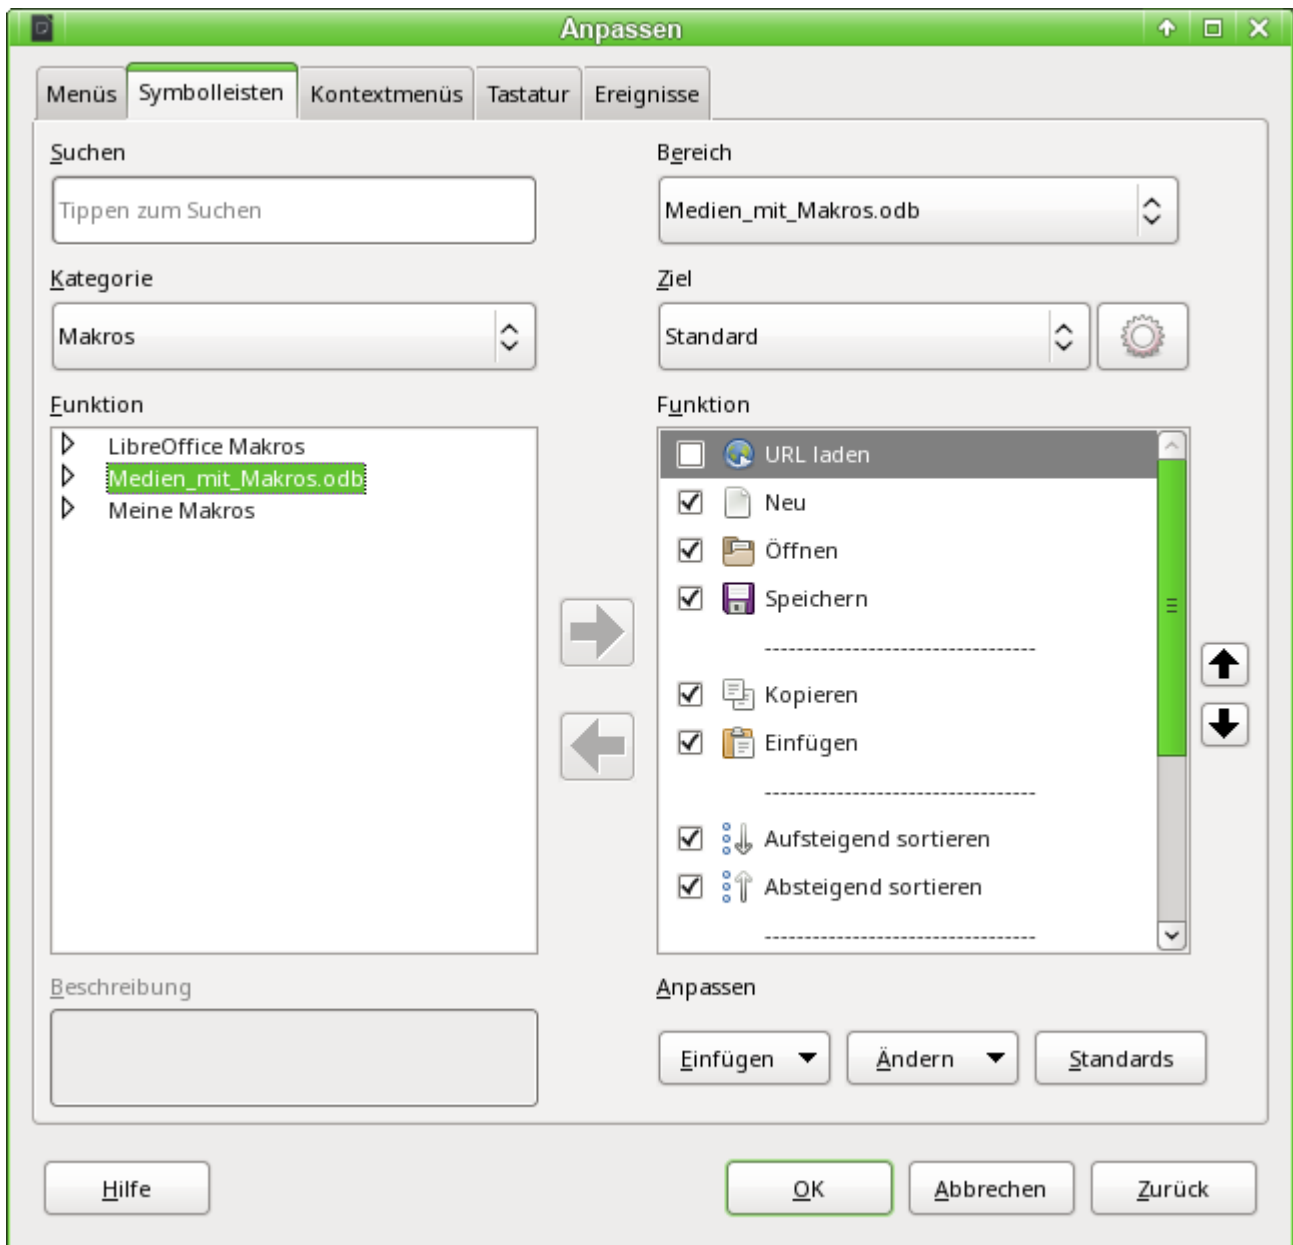 Anpassen
Menüs Symbolleisten Kontextmenüs Tastatur Ereignisse
Suchen
Tippen zum Suchen
Kategorie
Makros
Funktion
LibreOffice Makros
Medien_mit_Makros.odb
Meine Makros
Beschreibung
Bereich
Medien_mit_Makros.odb
Ziel
Standard
Funktion
URL laden
Neu
Öffnen
Speichern
----------------------------------
Kopieren
Einfügen
----------------------------------
Aufsteigend sortieren
Absteigend sortieren
----------------------------------
Anpassen
Einfügen Ändern Standards
Hilfe OK Abbrechen Zurück